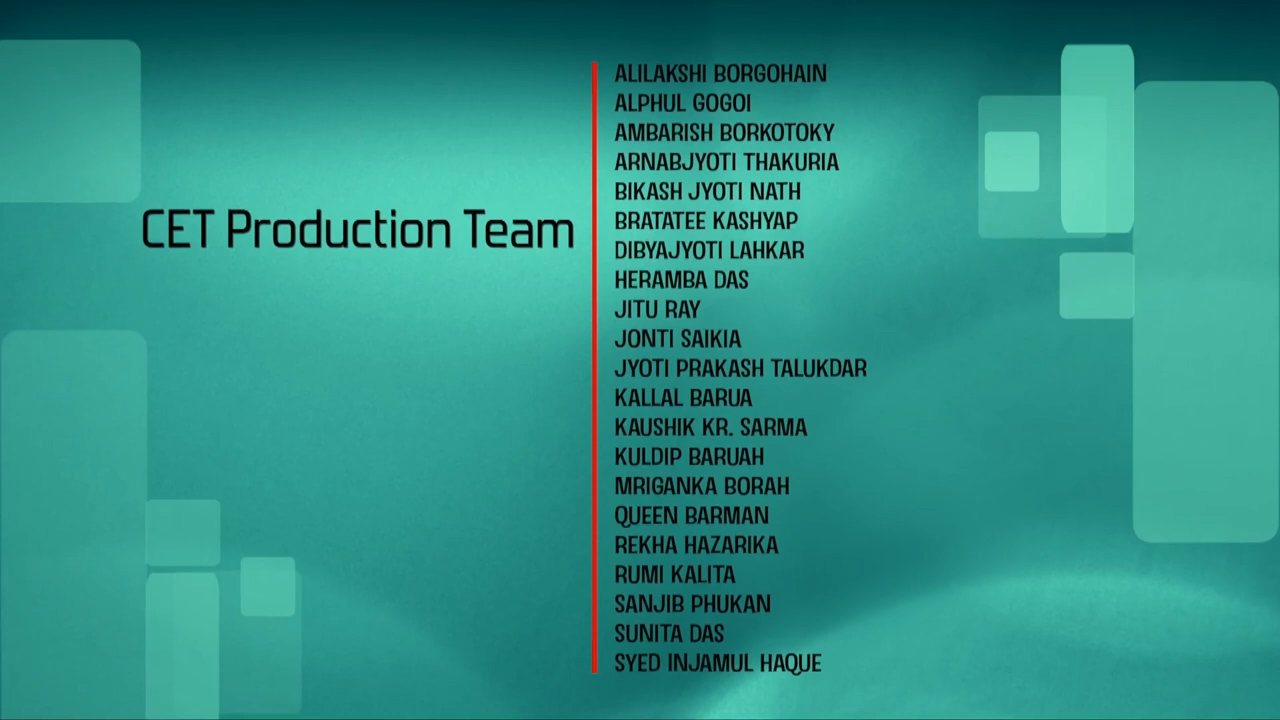 CET Production Team
ALILAKSHI BORGOHAIN
ALPHUL GOGOI
AMBARISH BORKOTOKY
ARNABJYOTI THAKURIA
BIKASH JYOTI NATH
BRATATEE KASHYAP
DIBYAJYOTI LAHKAR
HERAMBA DAS
JITU RAY
JONTI SAIKIA
JYOTI PRAKASH TALUKDAR
KALLAL BARUA
KAUSHIK KR. SARMA
KULDIP BARUAH
MRIGANKA BORAH
QUEEN BARMAN
REKHA HAZARIKA
RUMI KALITA
SANJIB PHUKAN
SUNITA DAS
SYED INJAMUL HAQUE